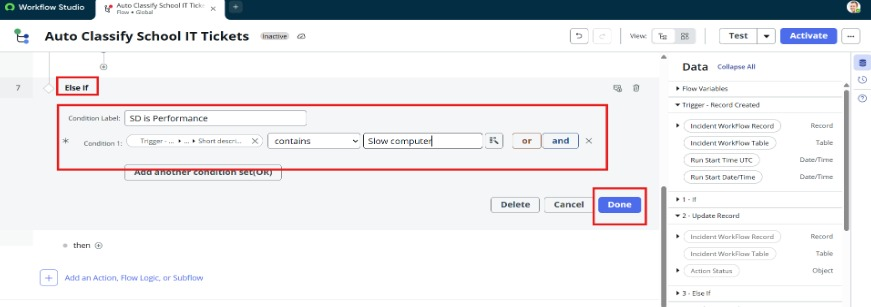 Workflow Studio
Auto Classify School IT Tickets
Flow • Global
Auto Classify School IT Tickets
Inactive
View:
Test
Activate
7
Else If
Condition Label:
SD is Performance
* Condition 1:
Trigger - ... ▸ ... ▸ Short descri...
contains
Slow computer
or
and
Add another condition set(OR)
Delete
Cancel
Done
then
Add an Action, Flow Logic, or Subflow
Data
Collapse All
Flow Variables
Trigger - Record Created
Incident WorkFlow Record Record
Incident WorkFlow Table Table
Run Start Time UTC Date/Time
Run Start Date/Time Date/Time
1 - If
2 - Update Record
Incident WorkFlow Record Record
Incident WorkFlow Table Table
Action Status Object
3 - Else If